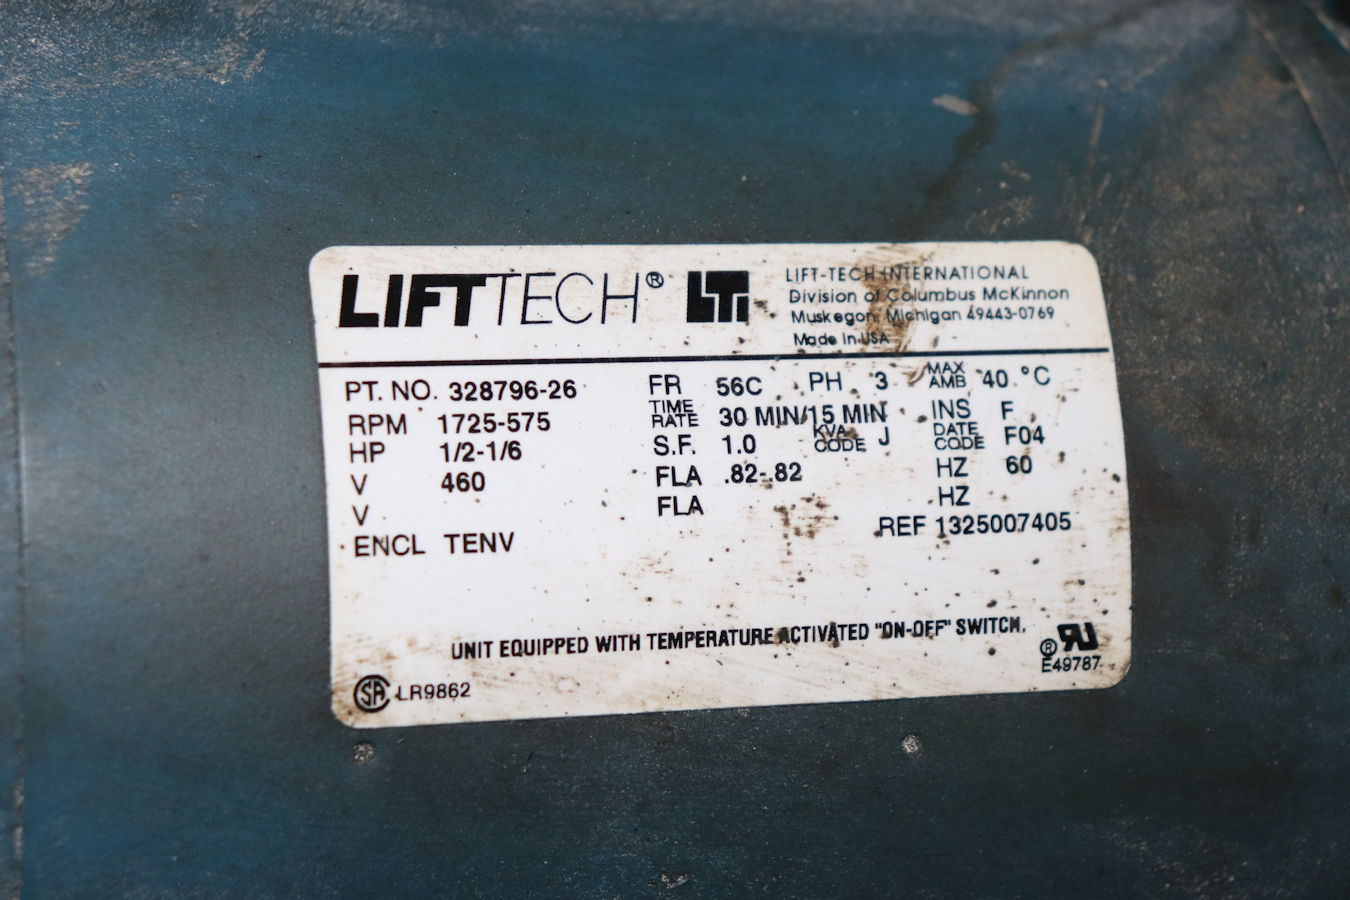 LIFTTECH® LTI
LIFT-TECH INTERNATIONAL
Division of Columbus McKinnon
Muskegon, Michigan 49443-0769
Made In USA
PT. NO. 328796-26 FR 56C PH 3 MAX AMB 40 °C
RPM 1725-575 TIME RATE 30 MIN/15 MIN INS F
HP 1/2-1/6 S.F. 1.0 KVA CODE J DATE CODE F04
V 460 FLA .82-.82 HZ 60
V FLA HZ
ENCL TENV REF 1325007405
UNIT EQUIPPED WITH TEMPERATURE ACTIVATED "ON-OFF" SWITCH.
SA LR9862
® RU
E49787